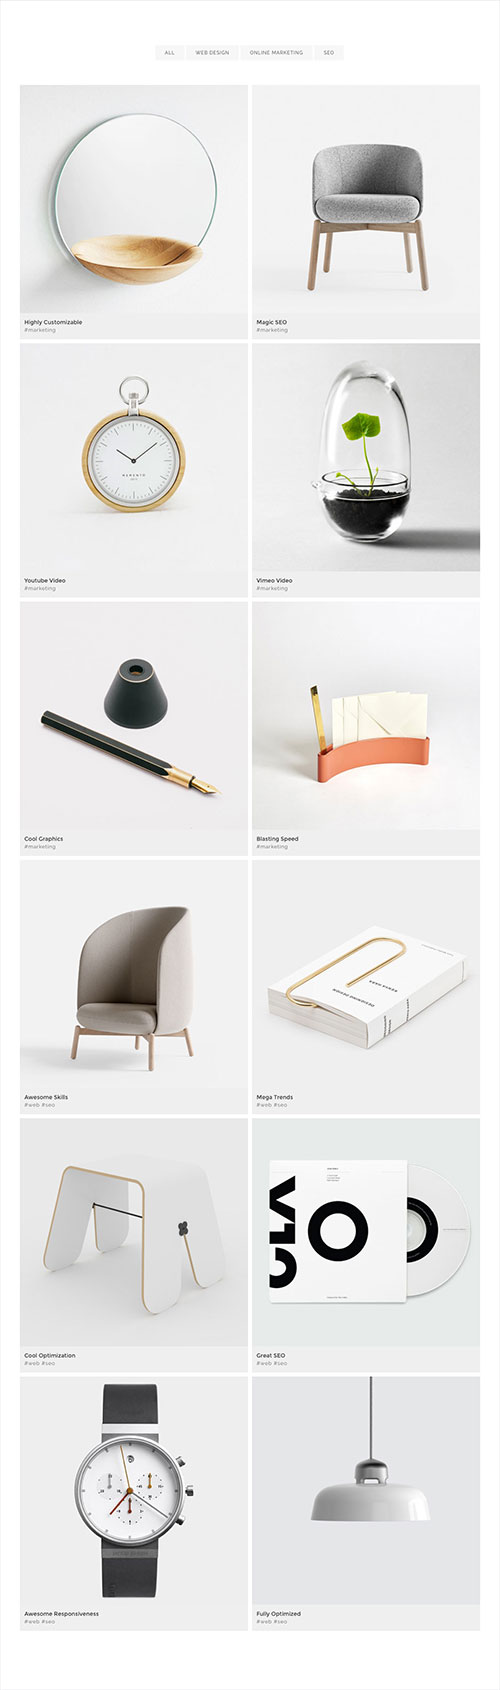 ALL WEB DESIGN ONLINE MARKETING SEO
Highly Customizable
#marketing
Magic SEO
#marketing
MEMENTO
Youtube Video
#marketing
Vimeo Video
#marketing
Cool Graphics
#marketing
Blasting Speed
#marketing
Awesome Skills
#web #seo
Mega Trends
#web #seo
O
Cool Optimization
#web #seo
Great SEO
#web #seo
Awesome Responsiveness
#web #seo
Fully Optimized
#web #seo